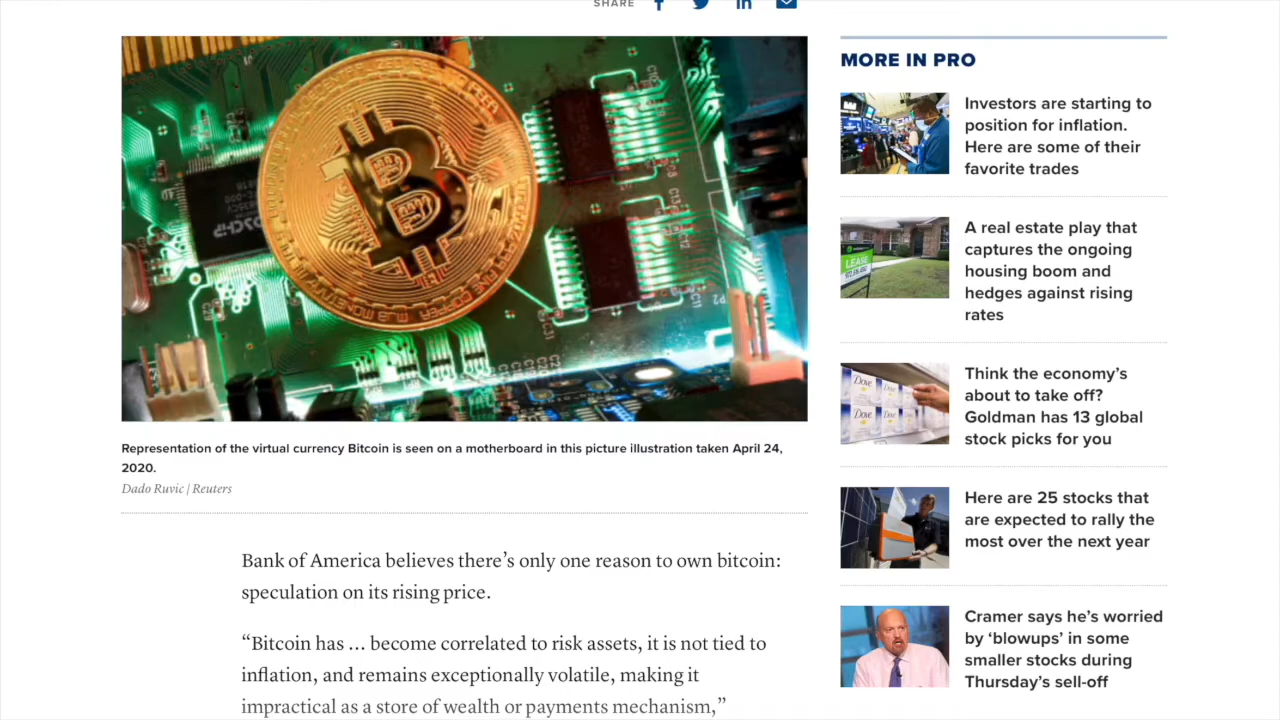 SHARE
Representation of the virtual currency Bitcoin is seen on a motherboard in this picture illustration taken April 24,
2020.
Dado Ruvic | Reuters
Bank of America believes there’s only one reason to own bitcoin:
speculation on its rising price.
“Bitcoin has … become correlated to risk assets, it is not tied to
inflation, and remains exceptionally volatile, making it
impractical as a store of wealth or payments mechanism,”
MORE IN PRO
Investors are starting to
position for inflation.
Here are some of their
favorite trades
A real estate play that
captures the ongoing
housing boom and
hedges against rising
rates
LEASE
Think the economy’s
about to take off?
Goldman has 13 global
stock picks for you
Dove
Dove
Dove
Dove
Here are 25 stocks that
are expected to rally the
most over the next year
Cramer says he’s worried
by ‘blowups’ in some
smaller stocks during
Thursday’s sell-off